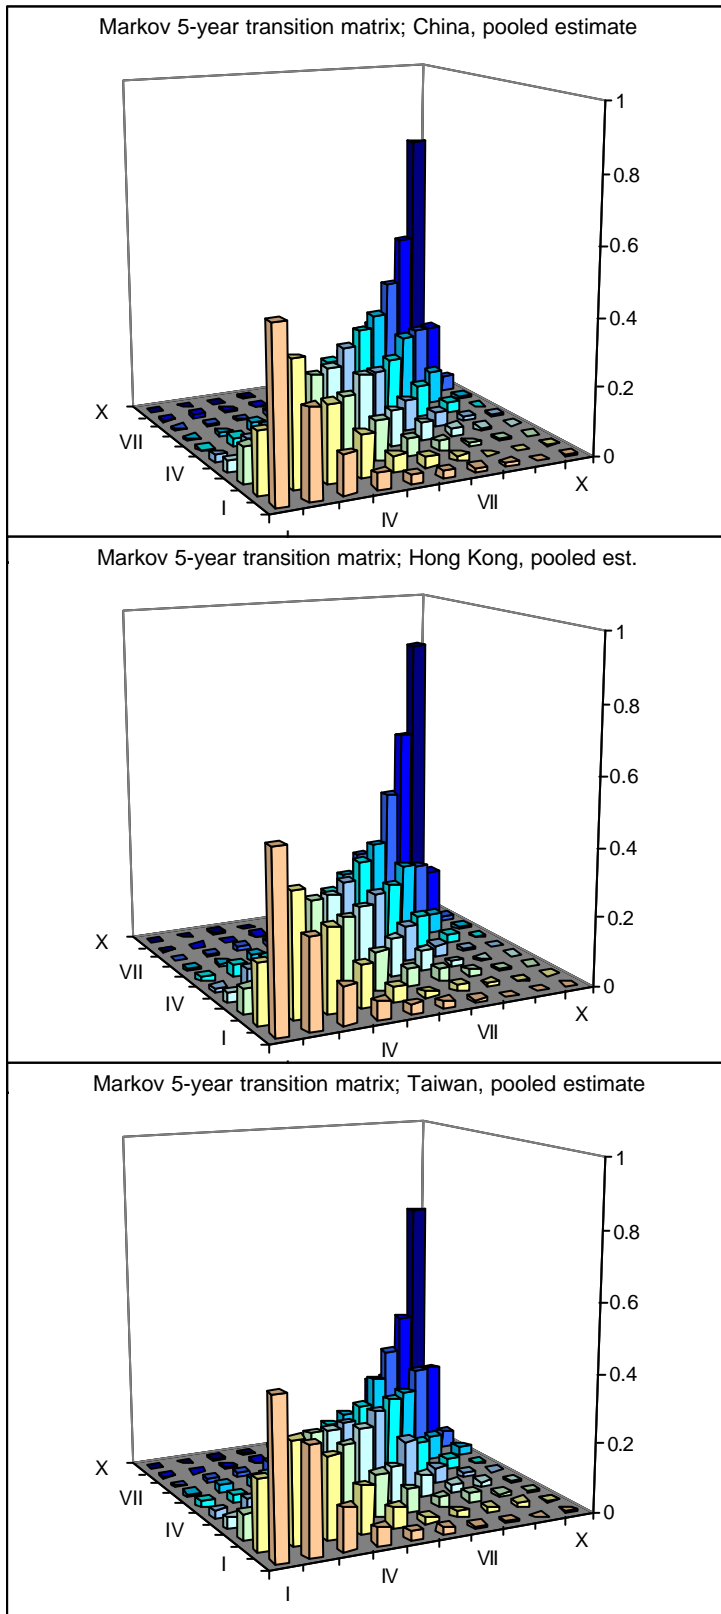 Markov 5-year transition matrix; China, pooled estimate
1
0.8
0.6
0.4
0.2
0
X
VII
IV
I
IV
VII
X
Markov 5-year transition matrix; Hong Kong, pooled est.
1
0.8
0.6
0.4
0.2
0
X
VII
IV
I
IV
VII
X
Markov 5-year transition matrix; Taiwan, pooled estimate
1
0.8
0.6
0.4
0.2
0
X
VII
IV
I
I
IV
VII
X